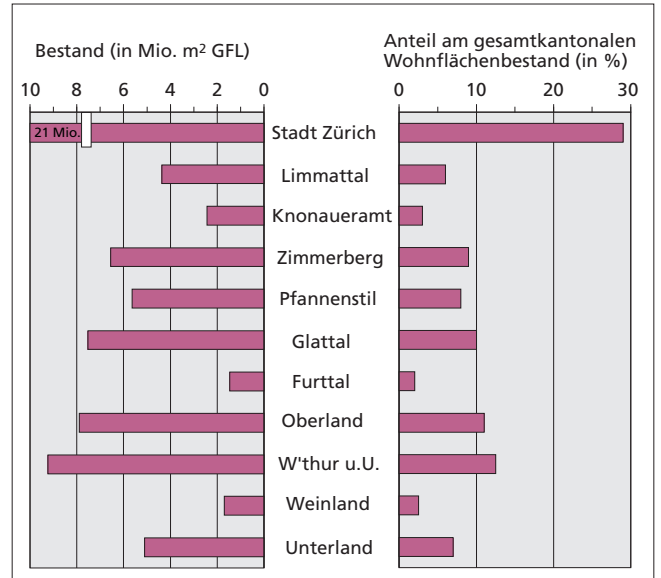 Bestand (in Mio. m² GFL)
Anteil am gesamtkantonalen
Wohnflächenbestand (in %)
10 8 6 4 2 0
0 10 20 30
21 Mio.
Stadt Zürich
Limmattal
Knonaueramt
Zimmerberg
Pfannenstil
Glattal
Furttal
Oberland
W'thur u.U.
Weinland
Unterland